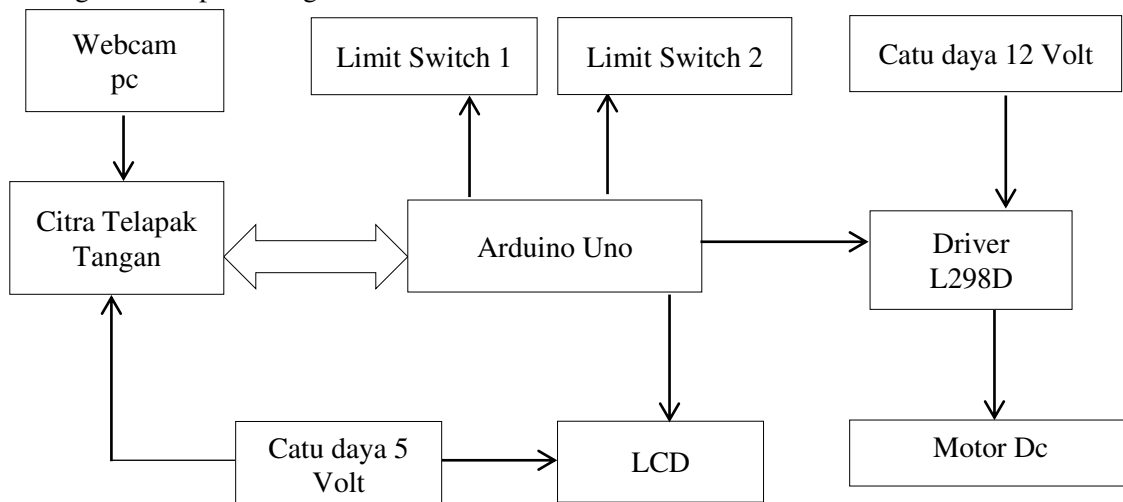 Webcam
pc
Limit Switch 1
Limit Switch 2
Catu daya 12 Volt
Citra Telapak
Tangan
Arduino Uno
Driver
L298D
Catu daya 5
Volt
LCD
Motor Dc